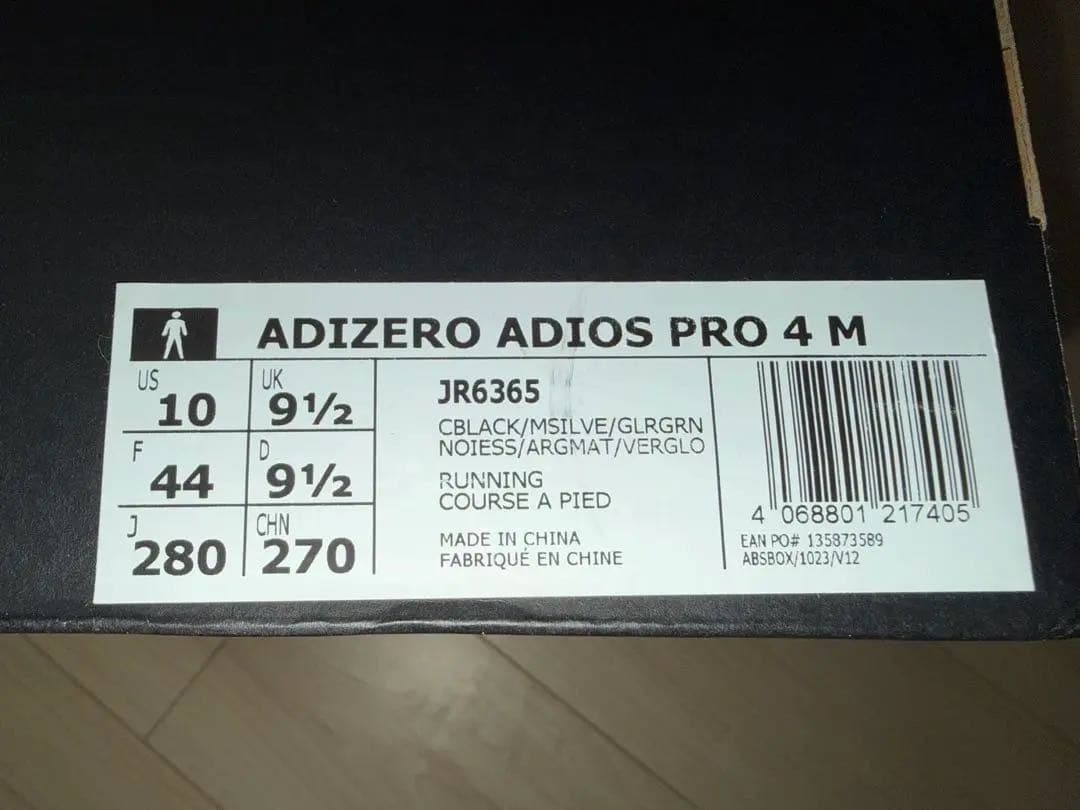 ADIZERO ADIOS PRO 4 M
US 10
UK 9½
F 44
D 9½
J 280
CHN 270
JR6365
CBLACK/MSILVE/GLRGRN
NOIESS/ARGMAT/VERGLO
RUNNING
COURSE A PIED
MADE IN CHINA
FABRIQUÉ EN CHINE
4 068801 217405
EAN PO# 135873589
ABSBOX/1023/V12